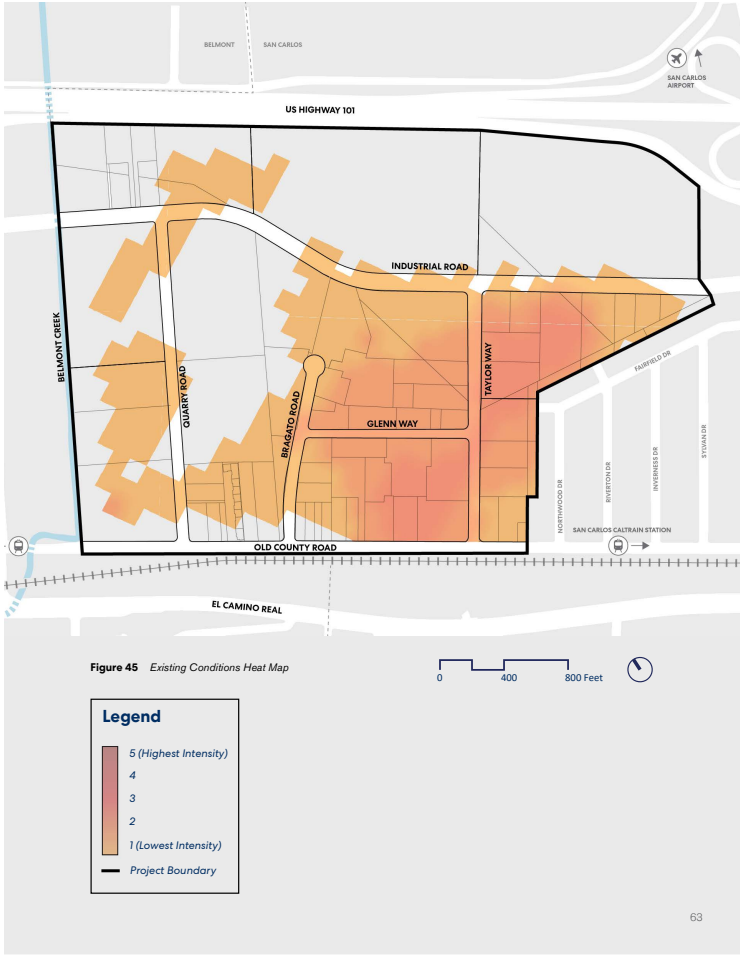 BELMONT
SAN CARLOS
SAN CARLOS
AIRPORT
US HIGHWAY 101
INDUSTRIAL ROAD
BELMONT CREEK
QUARRY ROAD
BRAGATO ROAD
TAYLOR WAY
GLENN WAY
FAIRFIELD DR
NORTHWOOD DR
RIVERTON DR
INVERNESS DR
SYLVAN DR
SAN CARLOS CALTRAIN STATION
OLD COUNTY ROAD
EL CAMINO REAL
Figure 45 Existing Conditions Heat Map
0 400 800 Feet
Legend
5 (Highest Intensity)
4
3
2
1 (Lowest Intensity)
Project Boundary
63